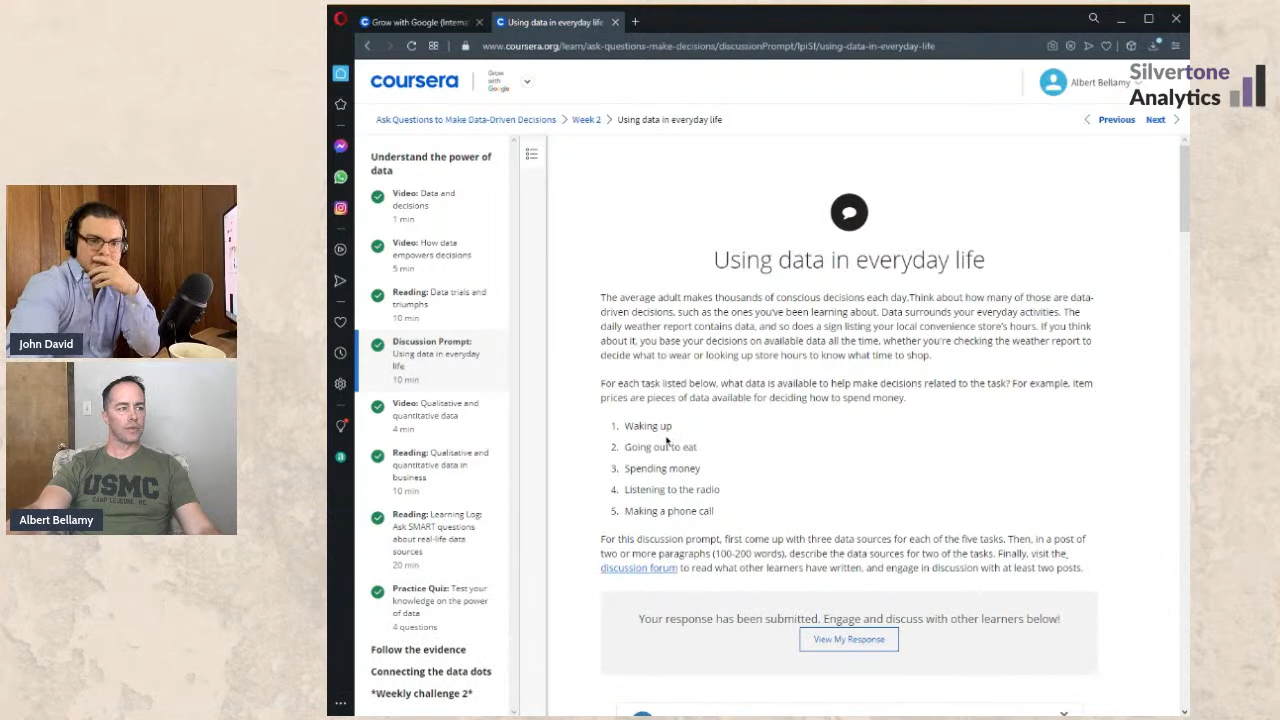 Grow with Google (Interna
Using data in everyday life
www.coursera.org/learn/ask-questions-make-decisions/discussionPrompt/IpiSf/using-data-in-everyday-life
coursera
Grow
with
Google
Albert Bellamy
Silvertone
Analytics
Ask Questions to Make Data-Driven Decisions > Week 2 > Using data in everyday life
< Previous Next >
Understand the power of
data
Video: Data and
decisions
1 min
Video: How data
empowers decisions
5 min
Reading: Data trials and
triumphs
10 min
Discussion Prompt:
Using data in everyday
life
10 min
Video: Qualitative and
quantitative data
4 min
Reading: Qualitative and
quantitative data in
business
10 min
Reading: Learning Log:
Ask SMART questions
about real-life data
sources
20 min
Practice Quiz: Test your
knowledge on the power
of data
4 questions
Follow the evidence
Connecting the data dots
*Weekly challenge 2*
Using data in everyday life
The average adult makes thousands of conscious decisions each day.Think about how many of those are data-
driven decisions, such as the ones you've been learning about. Data surrounds your everyday activities. The
daily weather report contains data, and so does a sign listing your local convenience store's hours. If you think
about it, you base your decisions on available data all the time, whether you're checking the weather report to
decide what to wear or looking up store hours to know what time to shop.
For each task listed below, what data is available to help make decisions related to the task? For example, item
prices are pieces of data available for deciding how to spend money.
1. Waking up
2. Going out to eat
3. Spending money
4. Listening to the radio
5. Making a phone call
For this discussion prompt, first come up with three data sources for each of the five tasks. Then, in a post of
two or more paragraphs (100-200 words), describe the data sources for two of the tasks. Finally, visit the
discussion forum to read what other learners have written, and engage in discussion with at least two posts.
Your response has been submitted. Engage and discuss with other learners below!
View My Response
John David
USMC
CAMP LEJEUNE, NC
Albert Bellamy